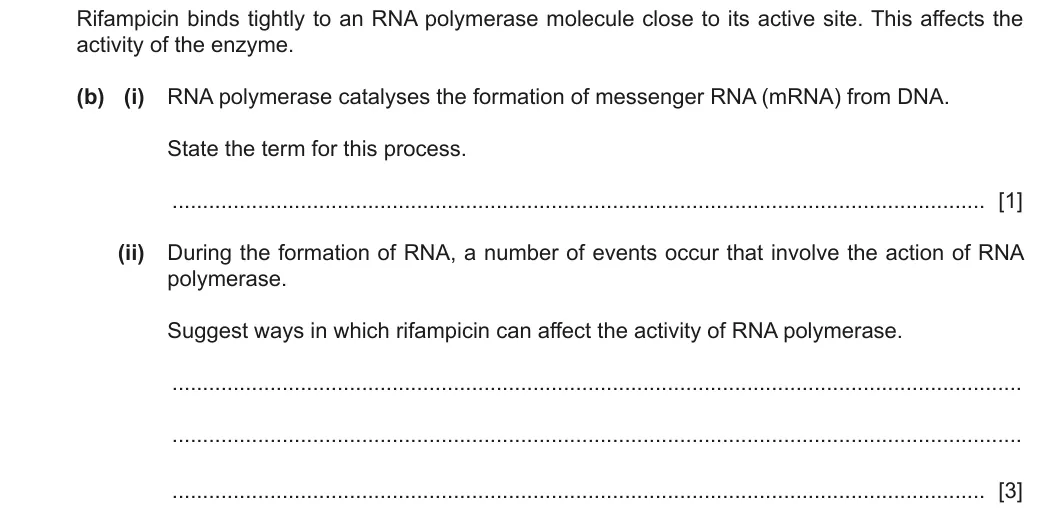 Rifampicin binds tightly to an RNA polymerase molecule close to its active site. This affects the
activity of the enzyme.
(b) (i) RNA polymerase catalyses the formation of messenger RNA (mRNA) from DNA.
State the term for this process.
.................................................................................................................................... [1]
(ii) During the formation of RNA, a number of events occur that involve the action of RNA
polymerase.
Suggest ways in which rifampicin can affect the activity of RNA polymerase.
..........................................................................................................................................
..........................................................................................................................................
.................................................................................................................................... [3]